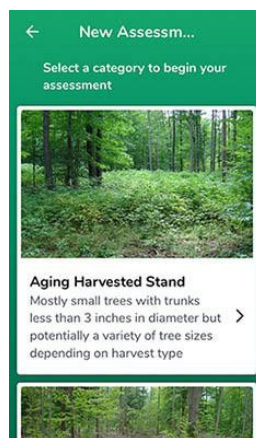 New Assessm...
Select a category to begin your
assessment
Aging Harvested Stand
Mostly small trees with trunks
less than 3 inches in diameter but
potentially a variety of tree sizes
depending on harvest type